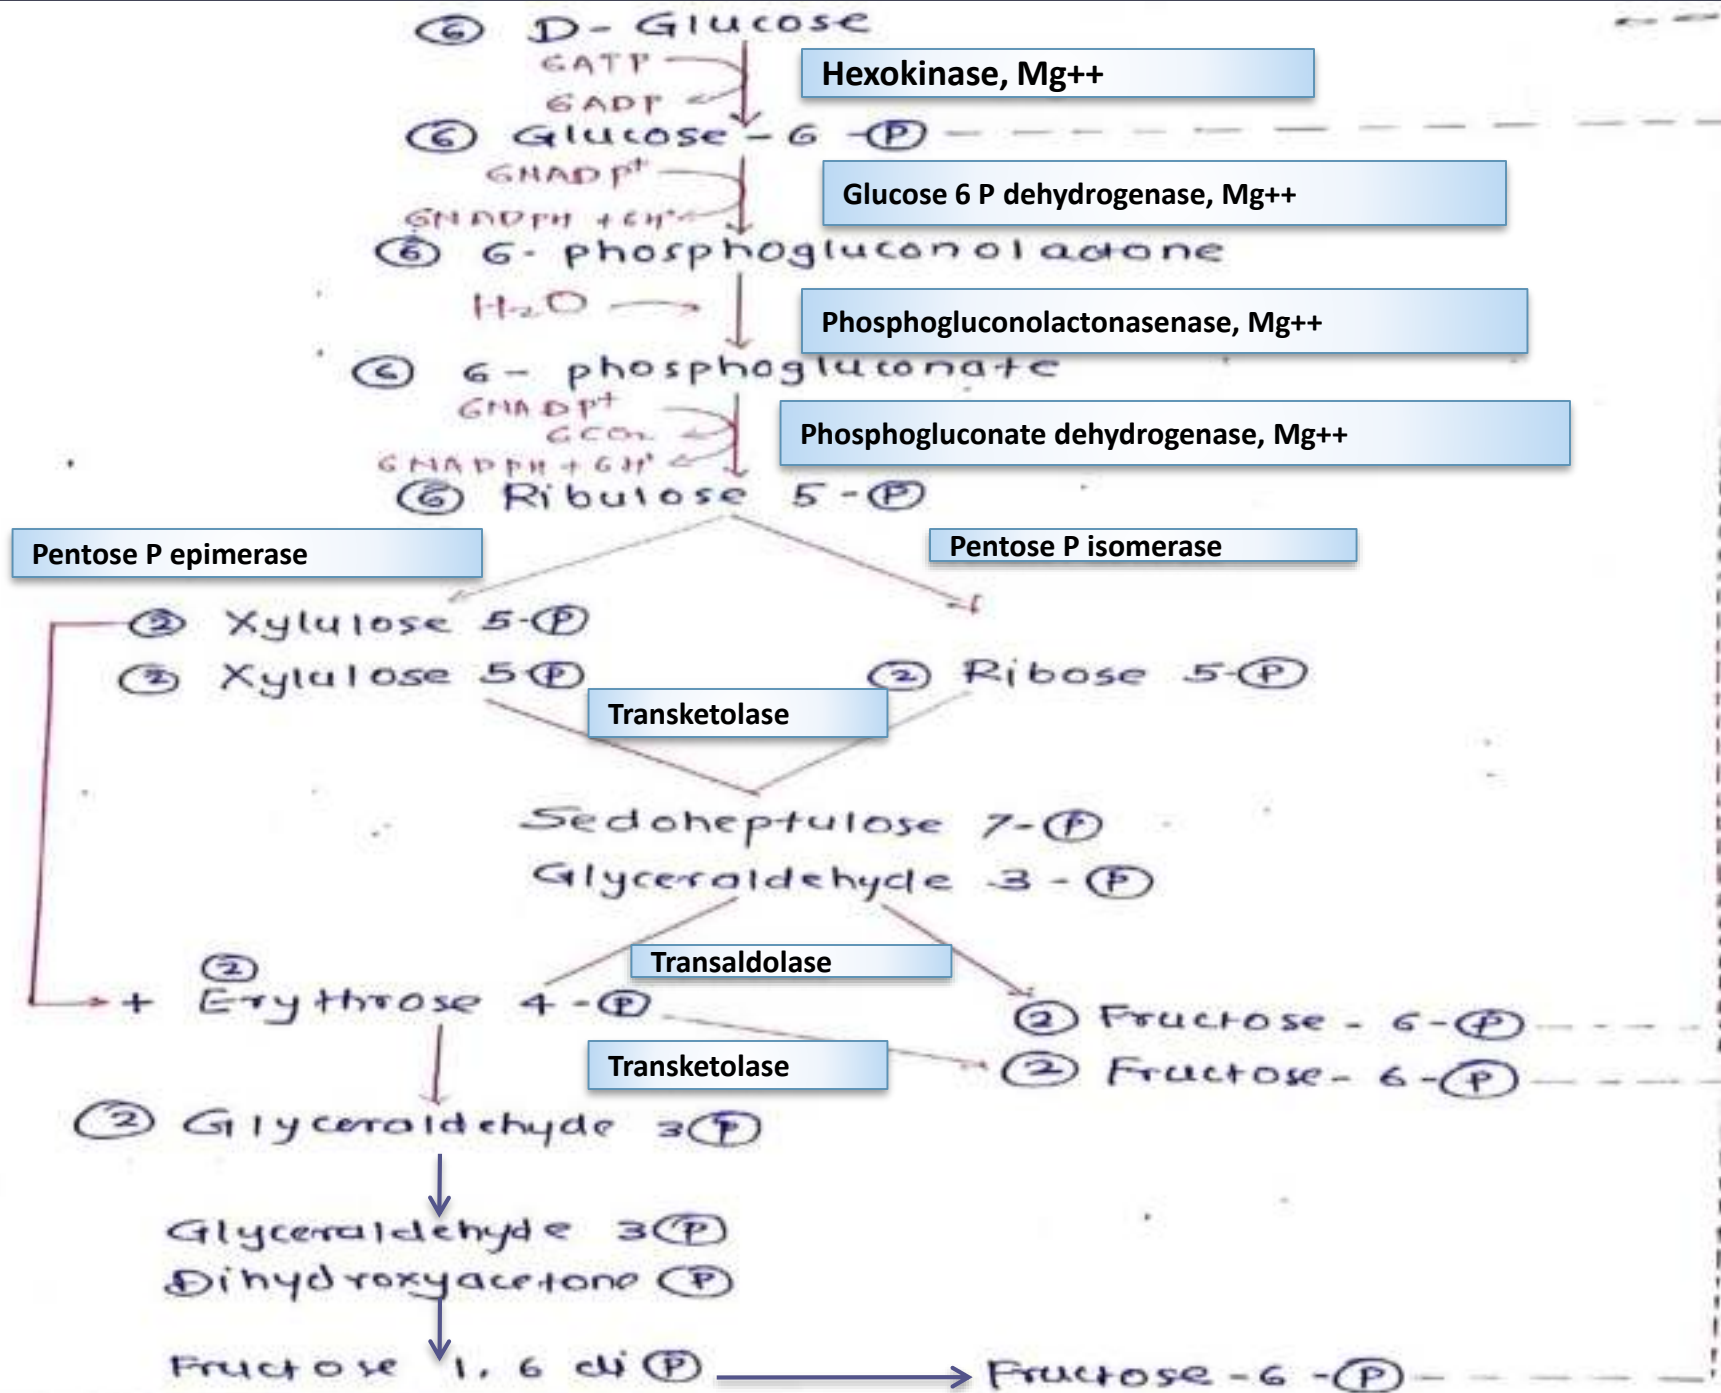 ⑥ D- Glucose
6ATP
Hexokinase, Mg++
6ADP
⑥ Glucose - 6 -Ⓟ
6NADP+
Glucose 6 P dehydrogenase, Mg++
6NADPH + 6H+
⑥ 6- phosphogluconolactone
H₂O
Phosphogluconolactonasenase, Mg++
⑥ 6- phosphogluconate
6NADP+
6CO₂
Phosphogluconate dehydrogenase, Mg++
6NADPH + 6H+
⑥ Ribulose 5-Ⓟ
Pentose P epimerase
Pentose P isomerase
② Xylulose 5-Ⓟ
② Xylulose 5-Ⓟ
② Ribose 5-Ⓟ
Transketolase
Sedoheptulose 7-Ⓟ
Glyceraldehyde 3-Ⓟ
Transaldolase
②
+ Erythrose 4-Ⓟ
② Fructose - 6-Ⓟ
Transketolase
② Fructose - 6-Ⓟ
② Glyceraldehyde 3Ⓟ
Glyceraldehyde 3Ⓟ
Dihydroxyacetone Ⓟ
Fructose 1, 6 di Ⓟ
Fructose - 6 -Ⓟ